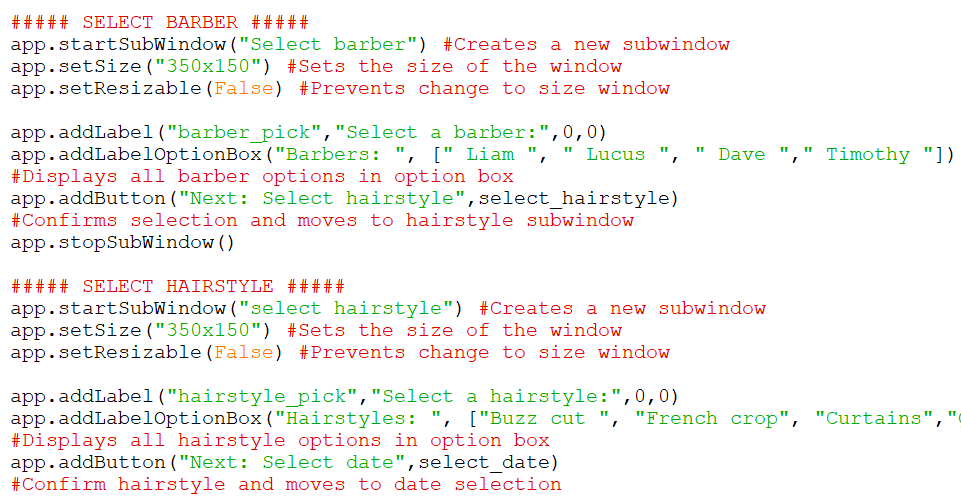 ##### SELECT BARBER #####
app.startSubWindow("Select barber") #Creates a new subwindow
app.setSize("350x150") #Sets the size of the window
app.setResizable(False) #Prevents change to size window
app.addLabel("barber_pick","Select a barber:",0,0)
app.addLabelOptionBox("Barbers: ", [" Liam ", " Lucus ", " Dave "," Timothy "])
#Displays all barber options in option box
app.addButton("Next: Select hairstyle",select_hairstyle)
#Confirms selection and moves to hairstyle subwindow
app.stopSubWindow()
##### SELECT HAIRSTYLE #####
app.startSubWindow("select hairstyle") #Creates a new subwindow
app.setSize("350x150") #Sets the size of the window
app.setResizable(False) #Prevents change to size window
app.addLabel("hairstyle_pick","Select a hairstyle:",0,0)
app.addLabelOptionBox("Hairstyles: ", ["Buzz cut ", "French crop", "Curtains","
#Displays all hairstyle options in option box
app.addButton("Next: Select date",select_date)
#Confirm hairstyle and moves to date selection